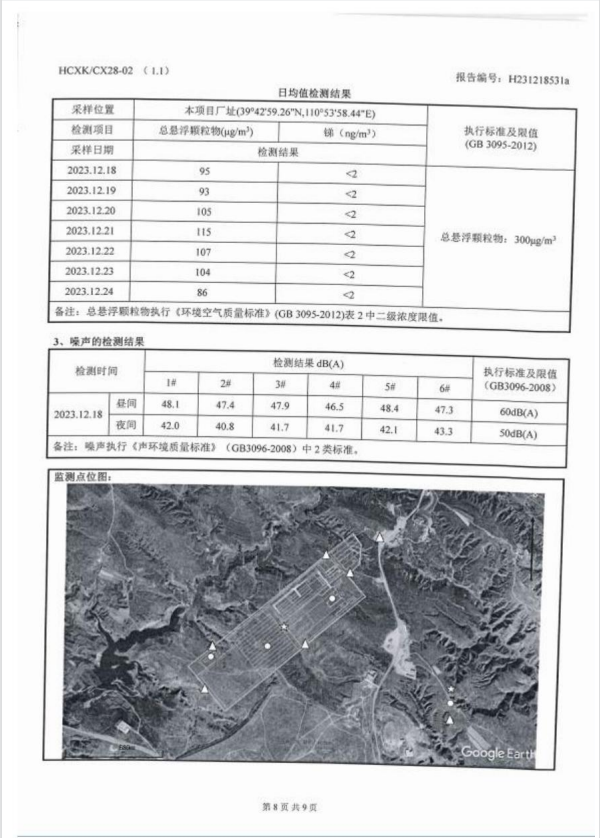 HCXK/CX28-02 （1.1）
报告编号：H231218531a
日均值检测结果
采样位置 本项目厂址(39°42′59.26″N,110°53′58.44″E) 执行标准及限值
(GB 3095-2012)
检测项目 总悬浮颗粒物(μg/m³) 锑（ng/m³）
采样日期 检测结果
2023.12.18 95 <2 总悬浮颗粒物：300μg/m³
2023.12.19 93 <2
2023.12.20 105 <2
2023.12.21 115 <2
2023.12.22 107 <2
2023.12.23 104 <2
2023.12.24 86 <2
备注：总悬浮颗粒物执行《环境空气质量标准》(GB 3095-2012)表 2 中二级浓度限值。
3、噪声的检测结果
检测时间 检测结果 dB(A) 执行标准及限值
（GB3096-2008）
1# 2# 3# 4# 5# 6#
2023.12.18 昼间 48.1 47.4 47.9 46.5 48.4 47.3 60dB(A)
夜间 42.0 40.8 41.7 41.7 42.1 43.3 50dB(A)
备注：噪声执行《声环境质量标准》（GB3096-2008）中 2 类标准。
监测点位图：
Google Earth
第 8 页 共 9 页